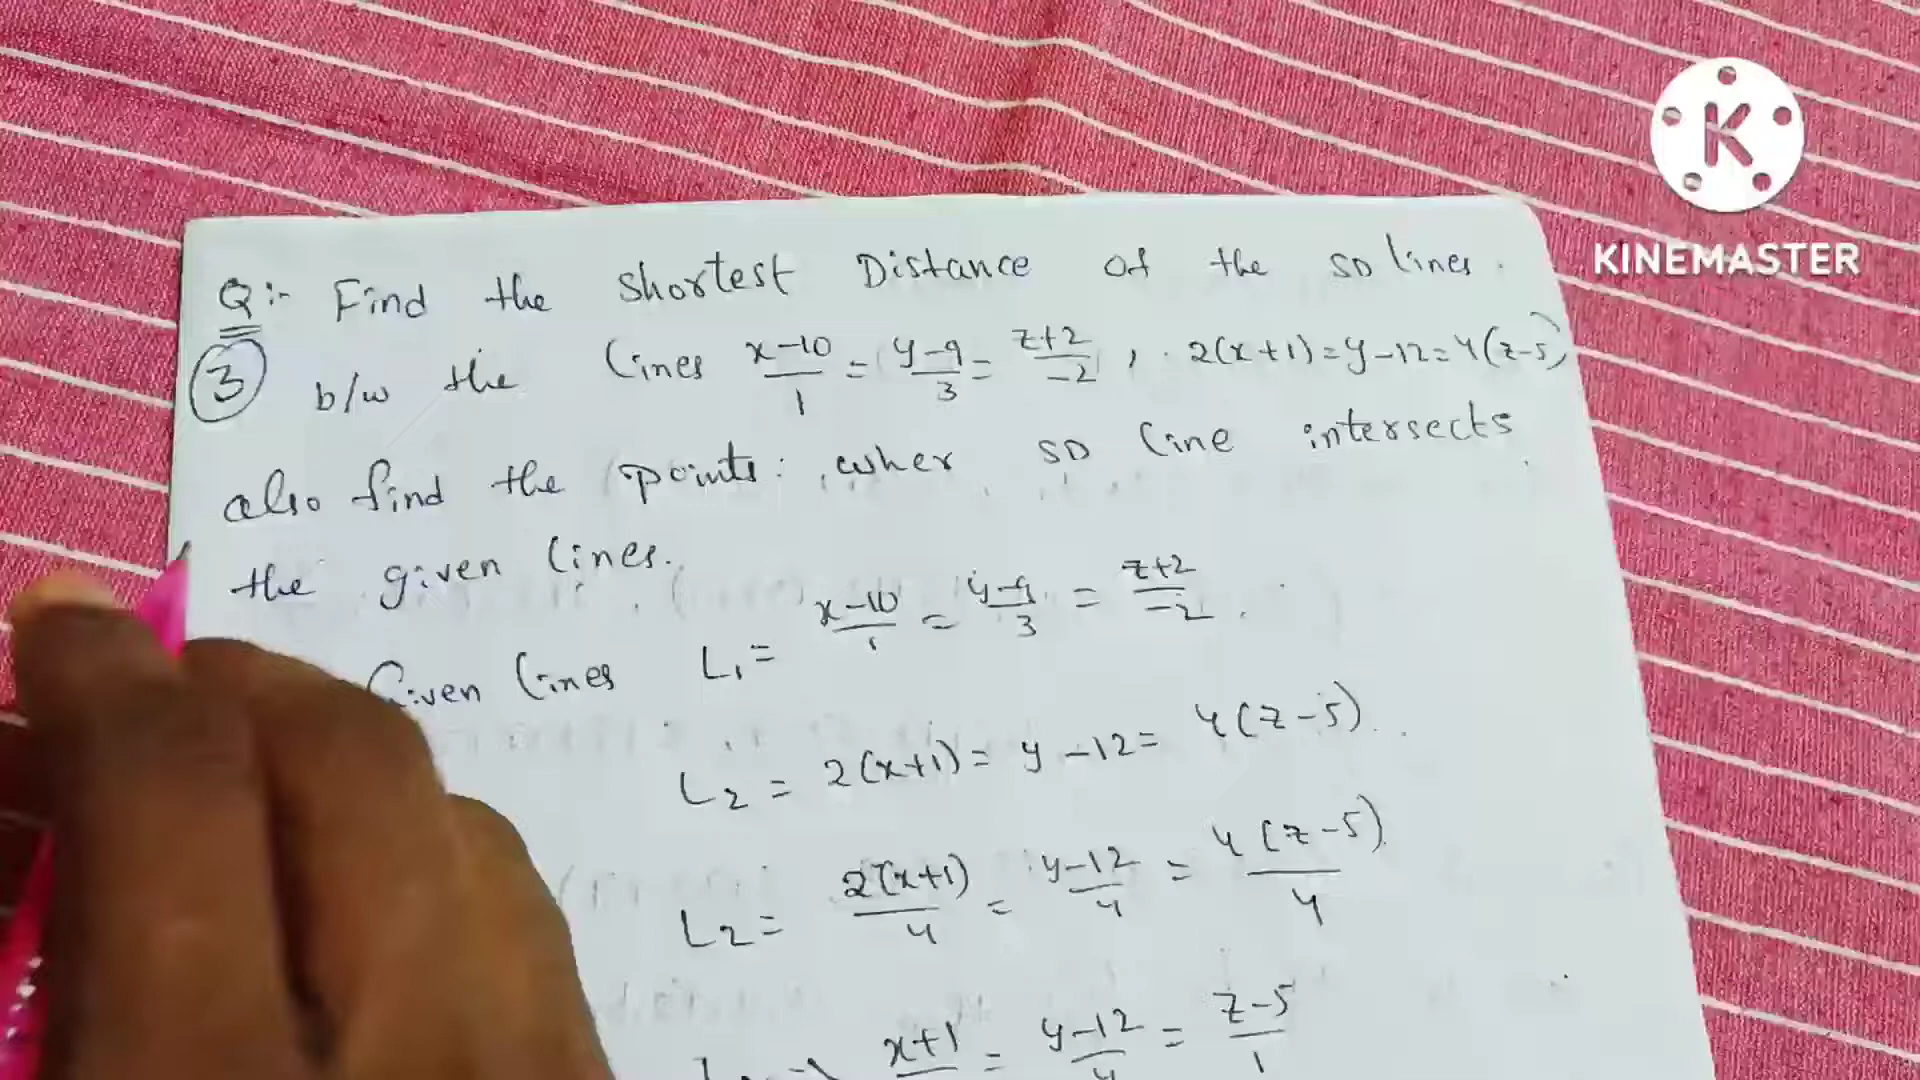 Q:- Find the shortest Distance of the SD lines.
3 b/w the lines x-10/1 = y-9/3 = z+2/-2, 2(x+1)=y-12=4(z-5)
also find the points. wher SD line intersects
the given lines.
Given lines L1 = x-10/1 = y-9/3 = z+2/-2.
L2 = 2(x+1) = y-12 = 4(z-5).
L2 = 2(x+1)/4 = y-12/4 = 4(z-5)/4
x+1 = y-12/4 = z-5/1
K
KINEMASTER